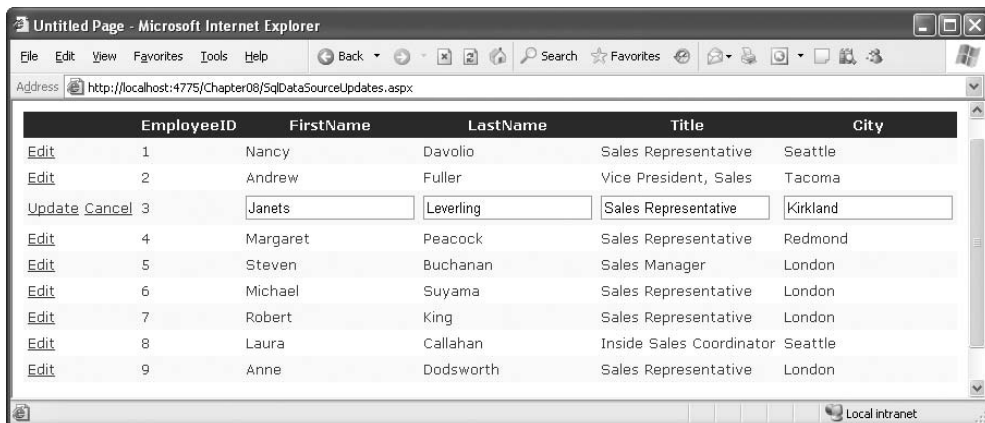 Untitled Page - Microsoft Internet Explorer
File Edit View Favorites Tools Help Back Search Favorites
Address http://localhost:4775/Chapter08/SqlDataSourceUpdates.aspx
EmployeeID FirstName LastName Title City
Edit 1 Nancy Davolio Sales Representative Seattle
Edit 2 Andrew Fuller Vice President, Sales Tacoma
Update Cancel 3 Janets Leverling Sales Representative Kirkland
Edit 4 Margaret Peacock Sales Representative Redmond
Edit 5 Steven Buchanan Sales Manager London
Edit 6 Michael Suyama Sales Representative London
Edit 7 Robert King Sales Representative London
Edit 8 Laura Callahan Inside Sales Coordinator Seattle
Edit 9 Anne Dodsworth Sales Representative London
Local intranet